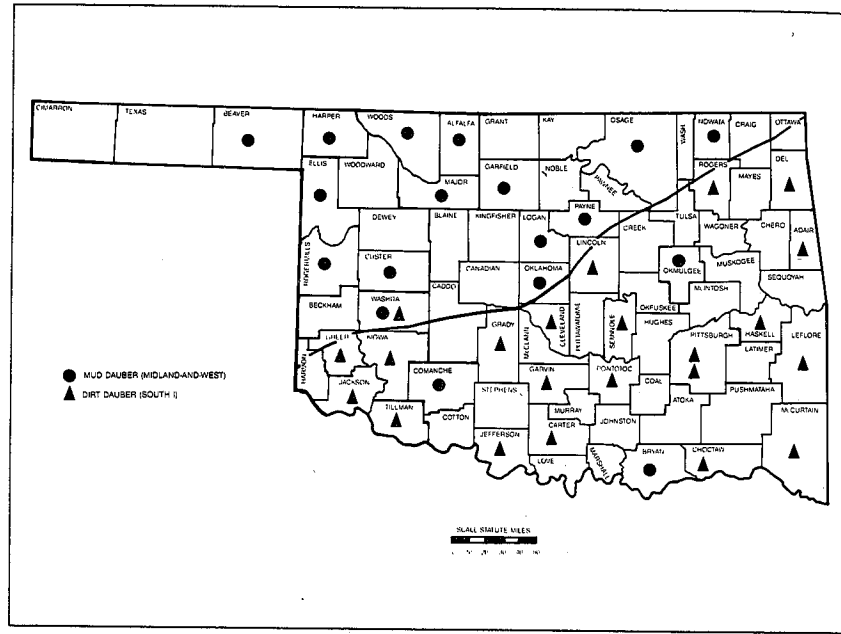 CIMARRON
TEXAS
BEAVER
HARPER
WOODS
ALFALFA
GRANT
KAY
OSAGE
WASH
NOWATA
CRAIG
OTTAWA
ELLIS
WOODWARD
MAJOR
GARFIELD
NOBLE
PAWNEE
ROGERS
MAYES
DEL
DEWEY
BLAINE
KINGFISHER
LOGAN
PAYNE
CREEK
TULSA
WAGONER
CHERO
ADAIR
ROGER MILLS
CUSTER
CANADIAN
OKLAHOMA
LINCOLN
OKMULGEE
MUSKOGEE
SEQUOYAH
BECKHAM
WASHITA
CADDO
GRADY
McCLAIN
CLEVELAND
POTTAWATOMIE
SEMINOLE
OKFUSKEE
HUGHES
McINTOSH
PITTSBURGH
HASKELL
LATIMER
LEFLORE
HARMON
GREER
KIOWA
JACKSON
TILLMAN
COMANCHE
COTTON
STEPHENS
JEFFERSON
GARVIN
MURRAY
CARTER
LOVE
PONTOTOC
JOHNSTON
MARSHALL
COAL
ATOKA
BRYAN
PUSHMATAHA
CHOCTAW
McCURTAIN
MUD DAUBER (MIDLAND-AND-WEST)
DIRT DAUBER (SOUTH I)
SCALE STATUTE MILES